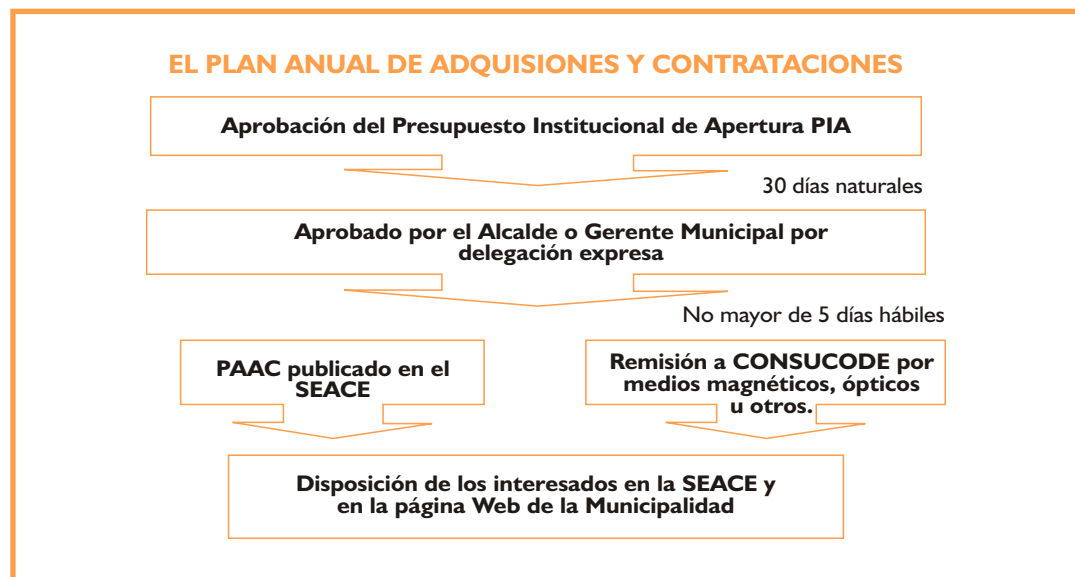 EL PLAN ANUAL DE ADQUISIONES Y CONTRATACIONES
Aprobación del Presupuesto Institucional de Apertura PIA
30 días naturales
Aprobado por el Alcalde o Gerente Municipal por
delegación expresa
No mayor de 5 días hábiles
PAAC publicado en el
SEACE
Remisión a CONSUCODE por
medios magnéticos, ópticos
u otros.
Disposición de los interesados en la SEACE y
en la página Web de la Municipalidad